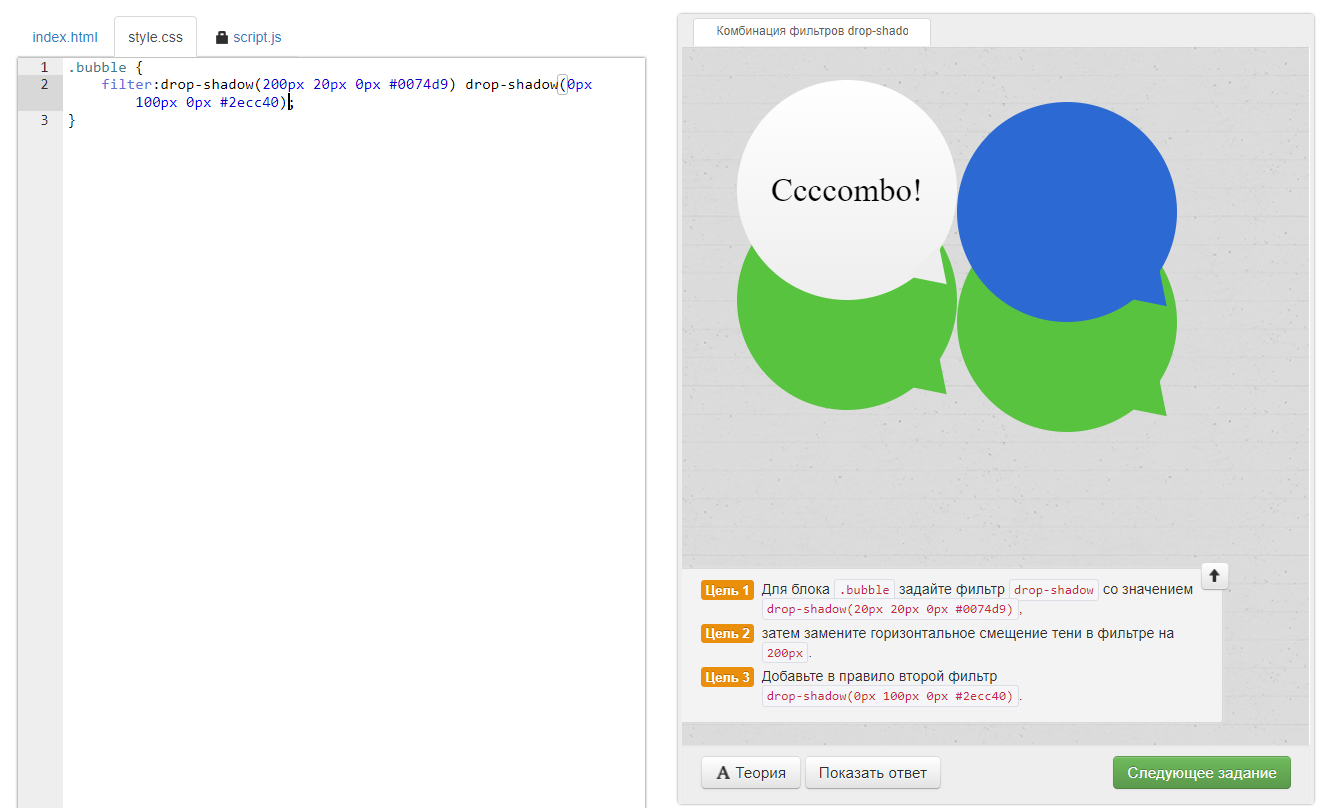 index.html style.css script.js
1 .bubble {
2 filter:drop-shadow(200px 20px 0px #0074d9) drop-shadow(0px
100px 0px #2ecc40);
3 }
Комбинация фильтров drop-shado
Ccccombo!
Цель 1 Для блока .bubble задайте фильтр drop-shadow со значением
drop-shadow(20px 20px 0px #0074d9),
Цель 2 затем замените горизонтальное смещение тени в фильтре на
200px.
Цель 3 Добавьте в правило второй фильтр
drop-shadow(0px 100px 0px #2ecc40).
Теория Показать ответ Следующее задание